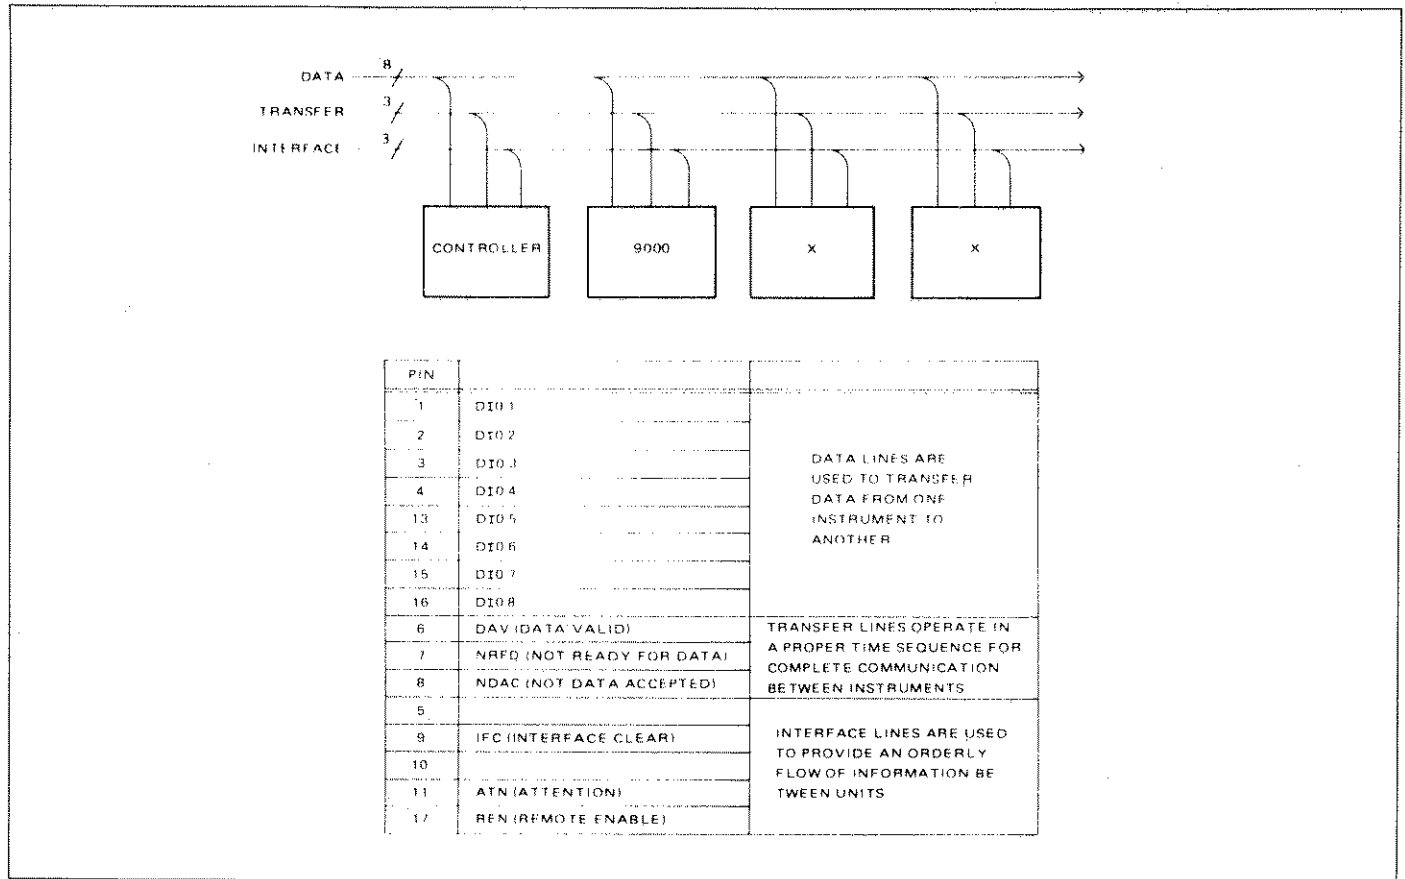 DATA 8
TRANSFER 3
INTERFACE 3
CONTROLLER
9000
X
X
PIN
1 DIO 1
2 DIO 2
3 DIO 3
4 DIO 4
13 DIO 5
14 DIO 6
15 DIO 7
16 DIO 8
DATA LINES ARE
USED TO TRANSFER
DATA FROM ONE
INSTRUMENT TO
ANOTHER
6 DAV (DATA VALID)
7 NRFD (NOT READY FOR DATA)
8 NDAC (NOT DATA ACCEPTED)
TRANSFER LINES OPERATE IN
A PROPER TIME SEQUENCE FOR
COMPLETE COMMUNICATION
BETWEEN INSTRUMENTS
5
9 IFC (INTERFACE CLEAR)
10
11 ATN (ATTENTION)
17 REN (REMOTE ENABLE)
INTERFACE LINES ARE USED
TO PROVIDE AN ORDERLY
FLOW OF INFORMATION BE
TWEEN UNITS